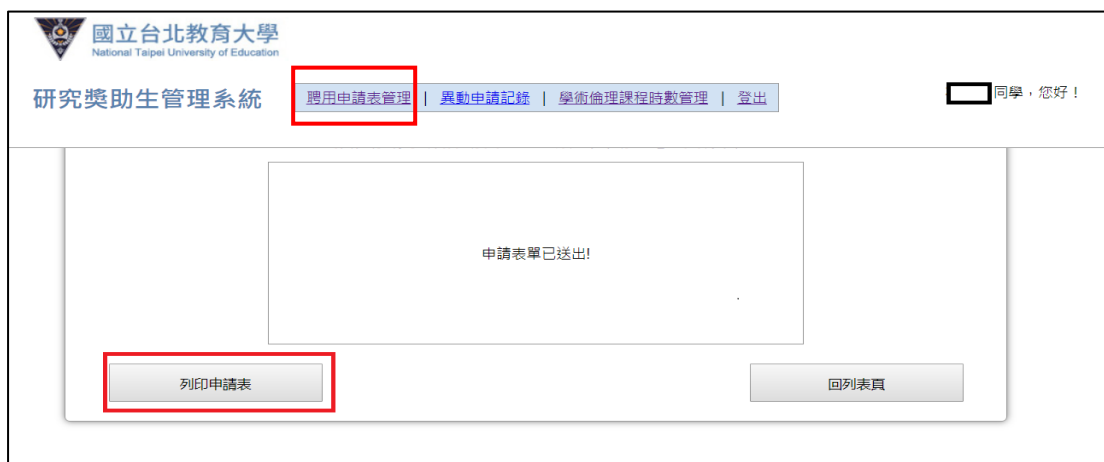 國立台北教育大學
National Taipei University of Education
研究獎助生管理系統
聘用申請表管理 | 異動申請記錄 | 學術倫理課程時數管理 | 登出
同學，您好！
申請表單已送出!
列印申請表
回列表頁